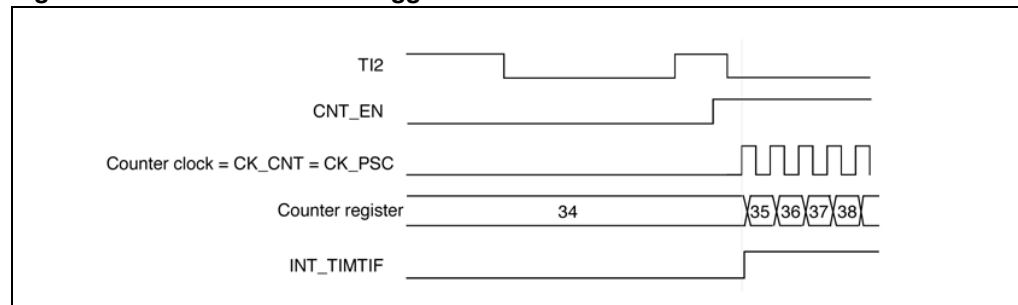 TI2
CNT_EN
Counter clock = CK_CNT = CK_PSC
Counter register 34 35 36 37 38
INT_TIMTIF